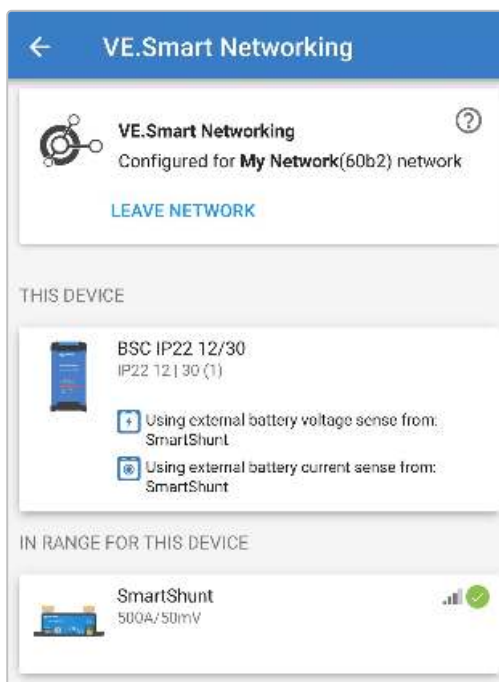 VE.Smart Networking
VE.Smart Networking
Configured for My Network(60b2) network
LEAVE NETWORK
THIS DEVICE
BSC IP22 12/30
IP22 12 | 30 (1)
Using external battery voltage sense from:
SmartShunt
Using external battery current sense from:
SmartShunt
IN RANGE FOR THIS DEVICE
SmartShunt
500A/50mV